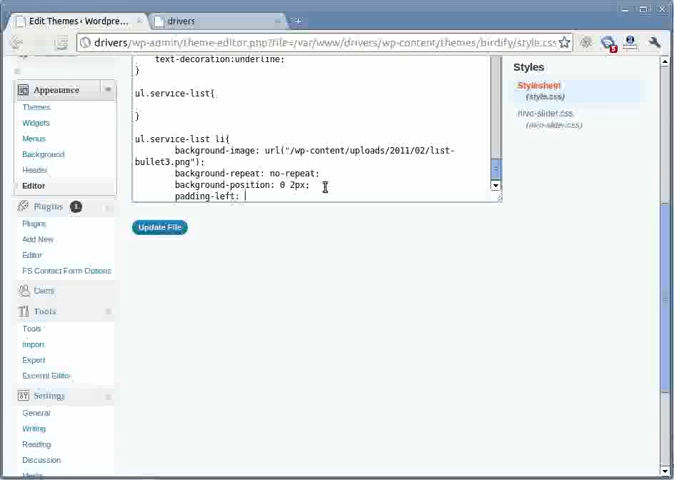 Edit Themes ‹ Wordpre...
drivers
drivers/wp-admin/theme-editor.php?file=/var/www/drivers/wp-content/themes/birdify/style.css
Appearance
Themes
Widgets
Menus
Background
Header
Editor
Plugins 1
Plugins
Add New
Editor
FS Contact Form Options
Users
Tools
Tools
Import
Export
Excerpt Editor
Settings
General
Writing
Reading
Discussion
Media
text-decoration:underline;
}
ul.service-list{
}
ul.service-list li{
background-image: url("/wp-content/uploads/2011/02/list-
bullet3.png");
background-repeat: no-repeat;
background-position: 0 2px;
padding-left:
Update File
Styles
Stylesheet
(style.css)
nivo-slider.css
(nivo-slider.css)